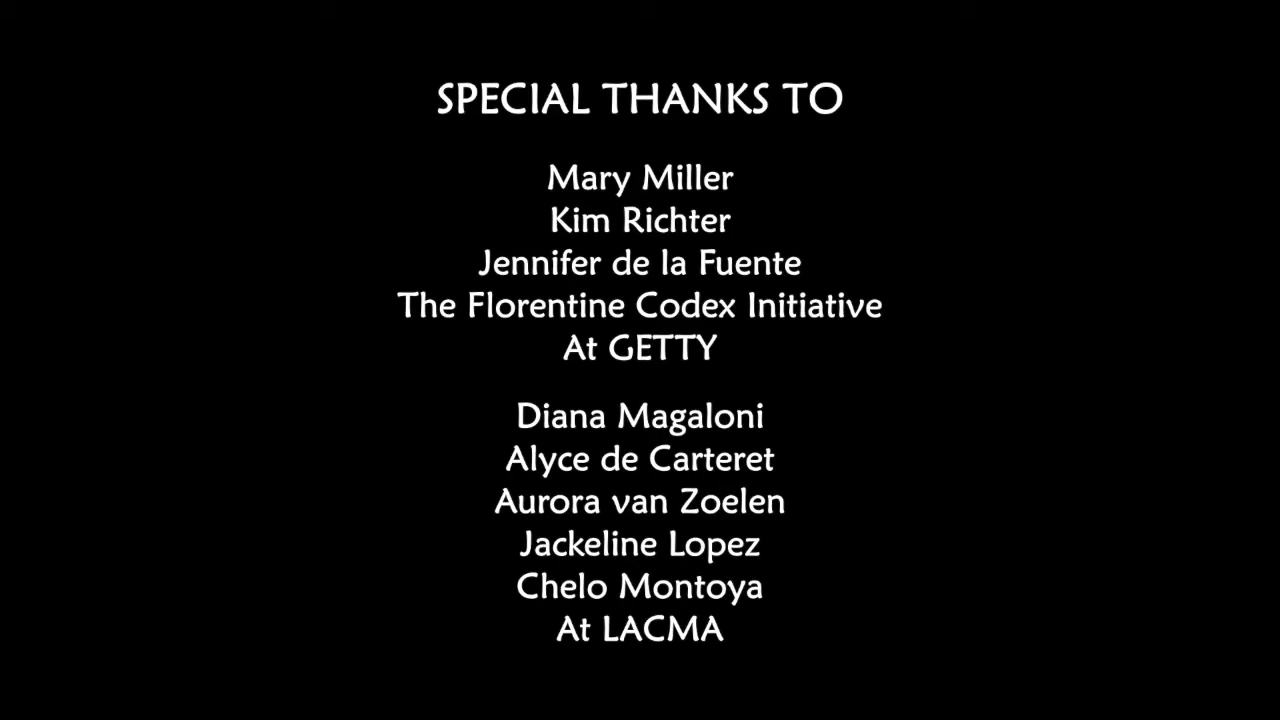 SPECIAL THANKS TO
Mary Miller
Kim Richter
Jennifer de la Fuente
The Florentine Codex Initiative
At GETTY
Diana Magaloni
Alyce de Carteret
Aurora van Zoelen
Jackeline Lopez
Chelo Montoya
At LACMA